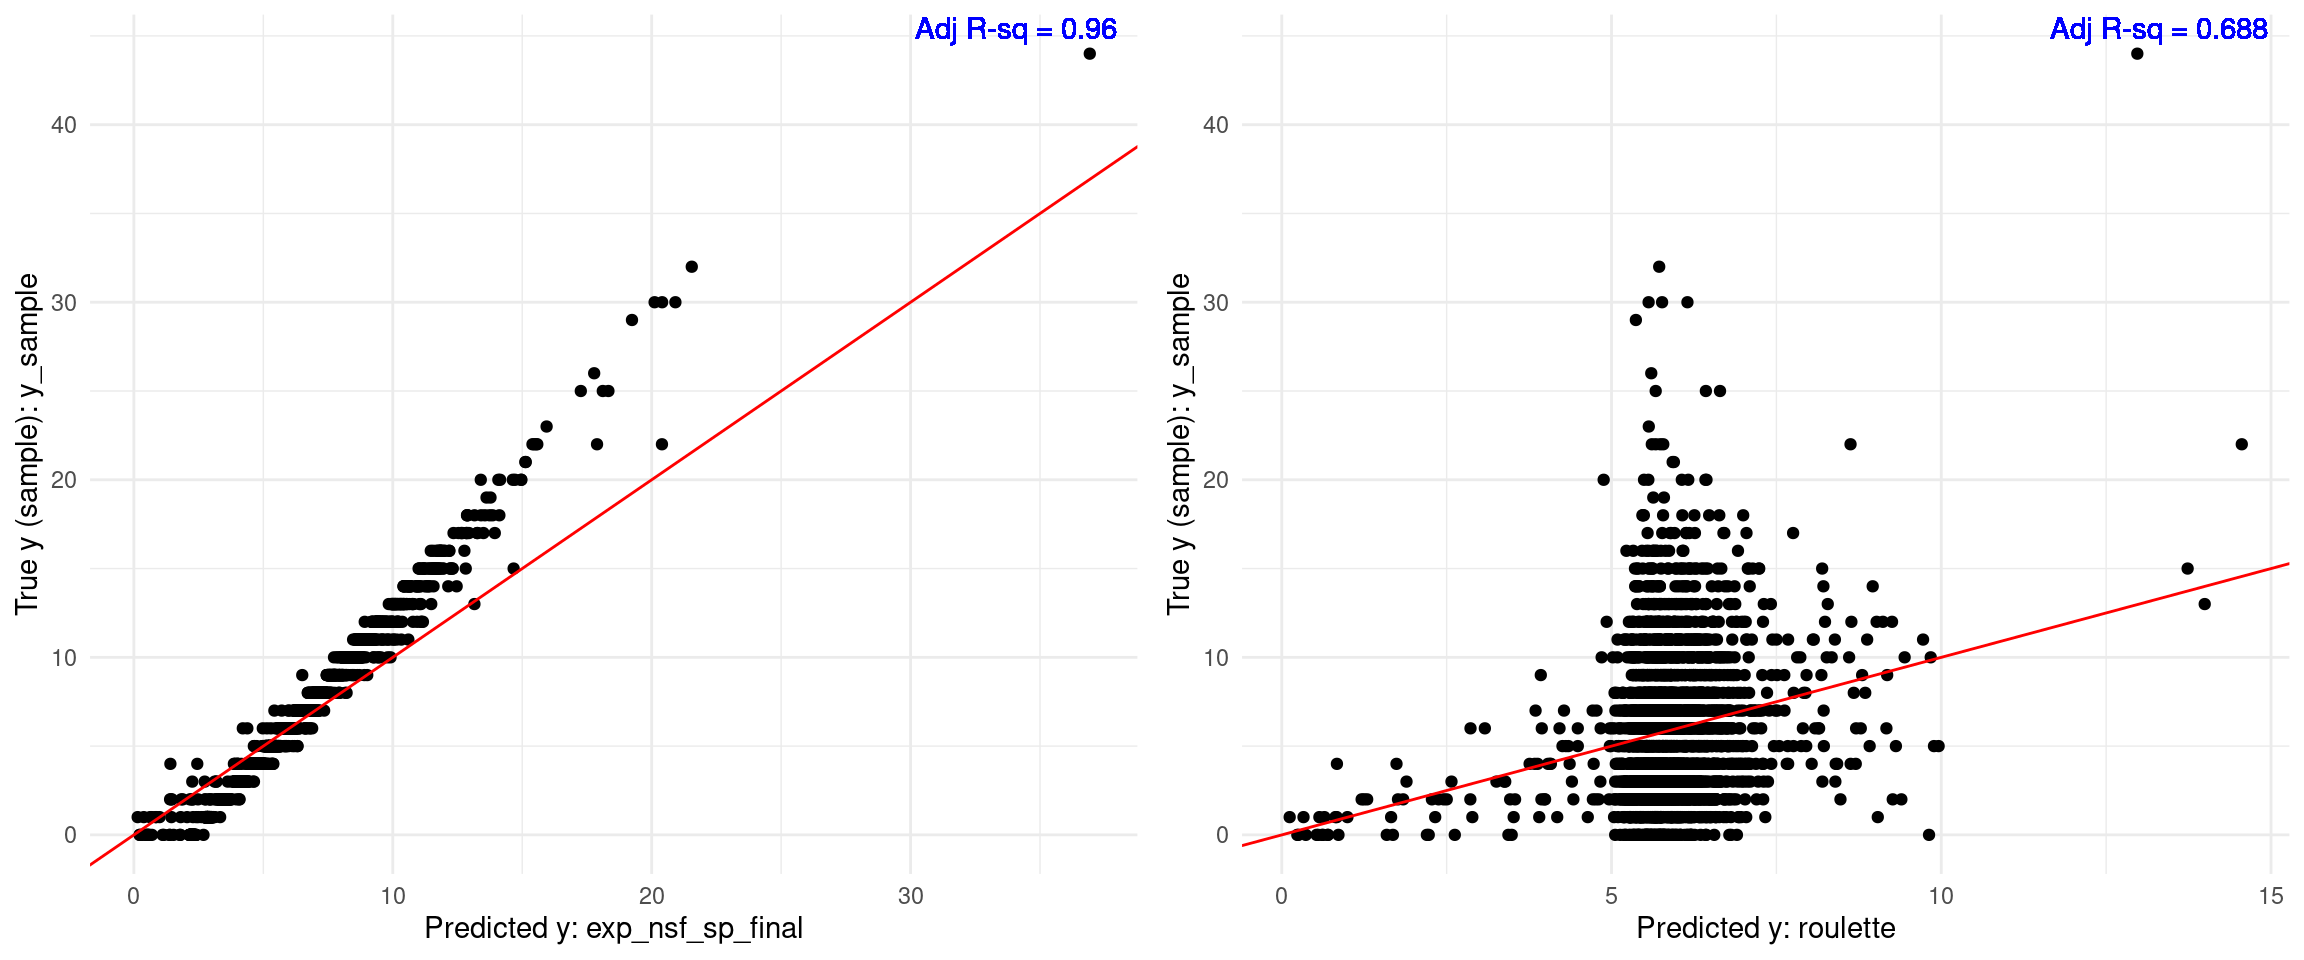 Adj R-sq = 0.96
True y (sample): y_sample
40
30
20
10
0
0 10 20 30
Predicted y: exp_nsf_sp_final
Adj R-sq = 0.688
True y (sample): y_sample
40
30
20
10
0
0 5 10 15
Predicted y: roulette